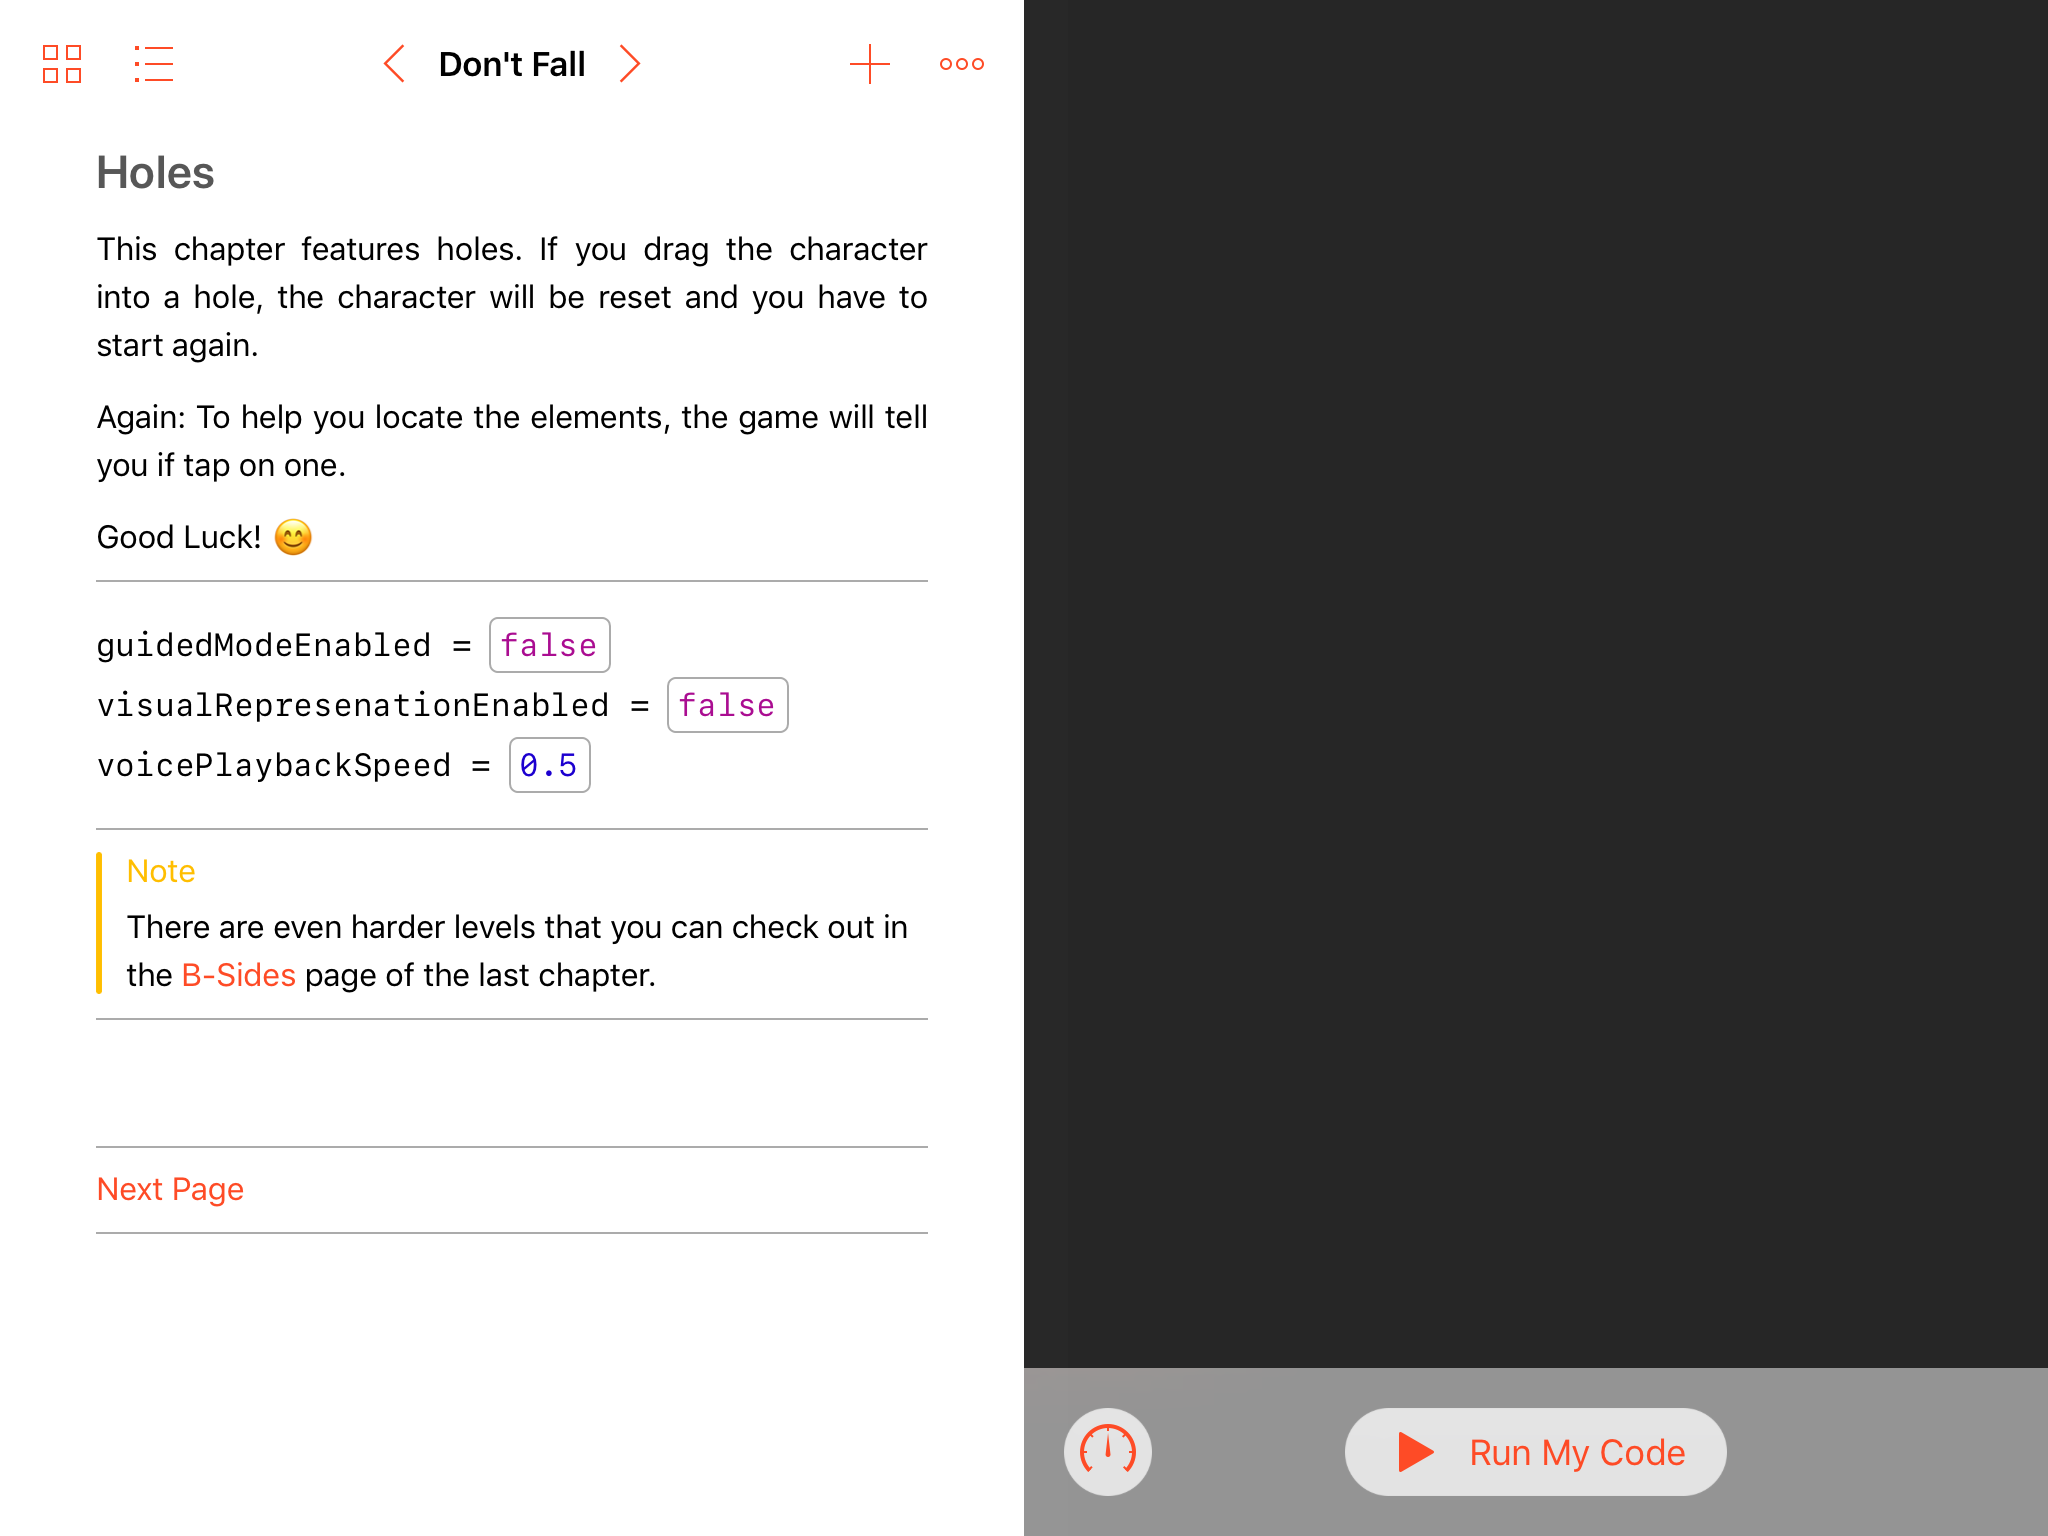 Don't Fall
Holes
This chapter features holes. If you drag the character
into a hole, the character will be reset and you have to
start again.
Again: To help you locate the elements, the game will tell
you if tap on one.
Good Luck! 😊
guidedModeEnabled = false
visualRepresenationEnabled = false
voicePlaybackSpeed = 0.5
Note
There are even harder levels that you can check out in
the B-Sides page of the last chapter.
Next Page
Run My Code